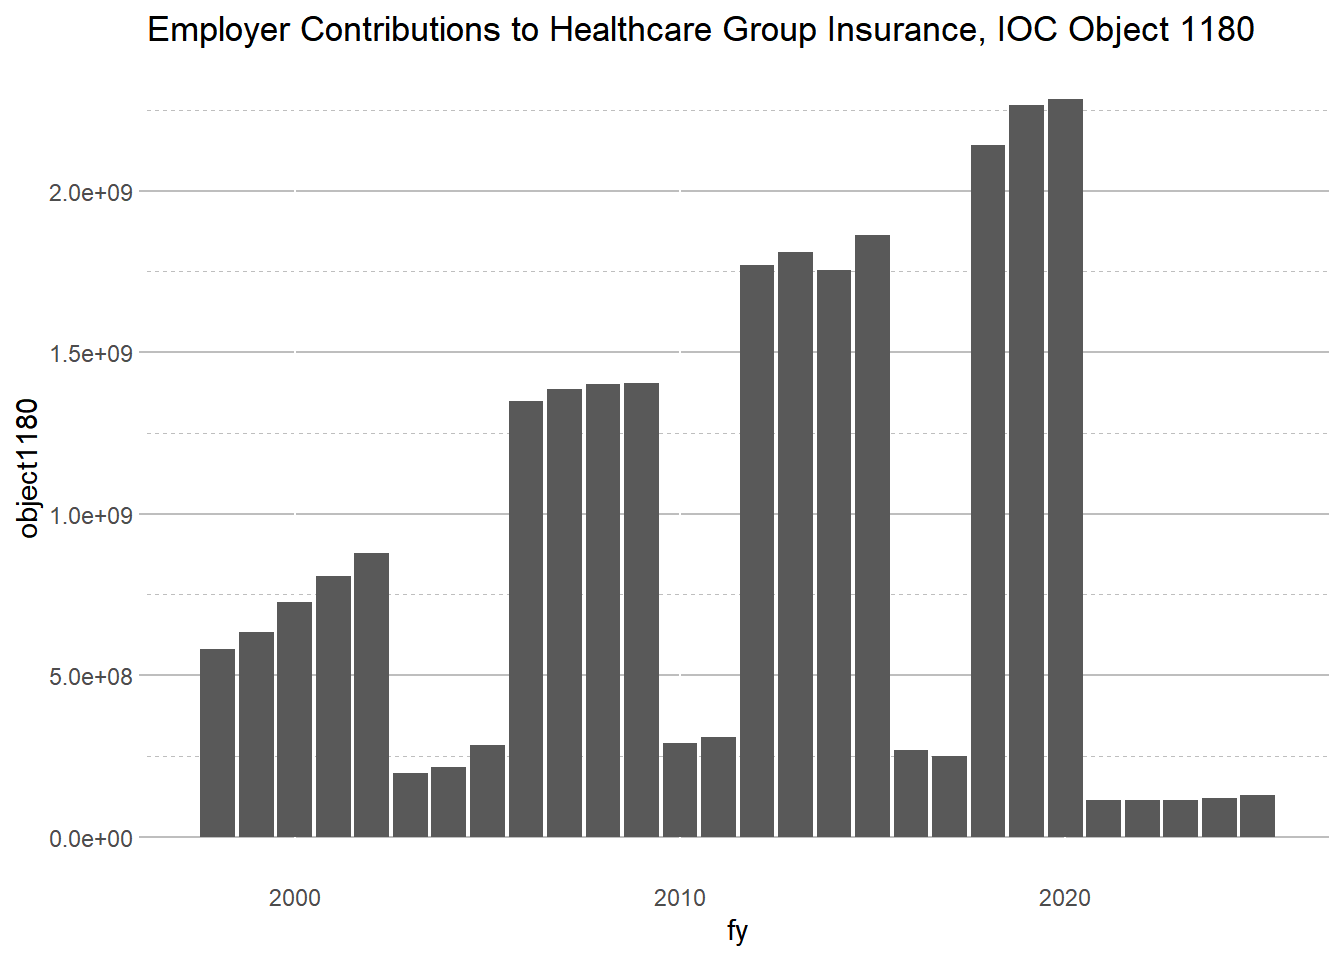 Employer Contributions to Healthcare Group Insurance, IOC Object 1180
object1180
2.0e+09
1.5e+09
1.0e+09
5.0e+08
0.0e+00
2000
2010
2020
fy